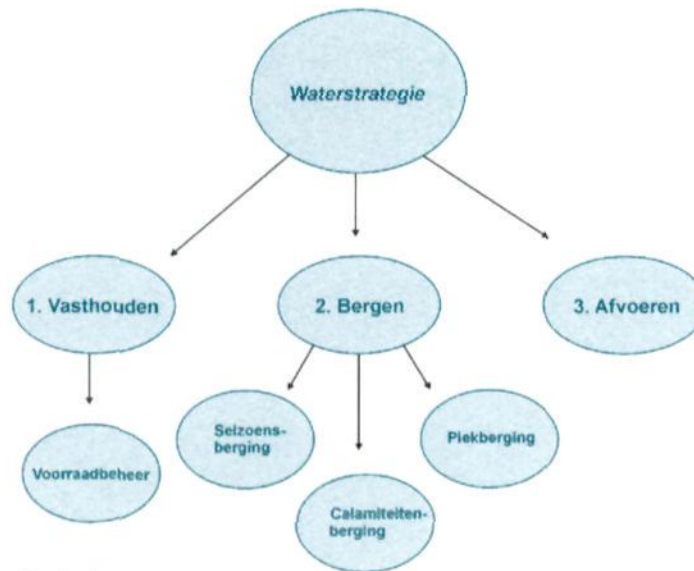 Waterstrategie
1. Vasthouden
2. Bergen
3. Afvoeren
Voorraadbeheer
Seizoens-
berging
Calamiteiten-
berging
Piekberging